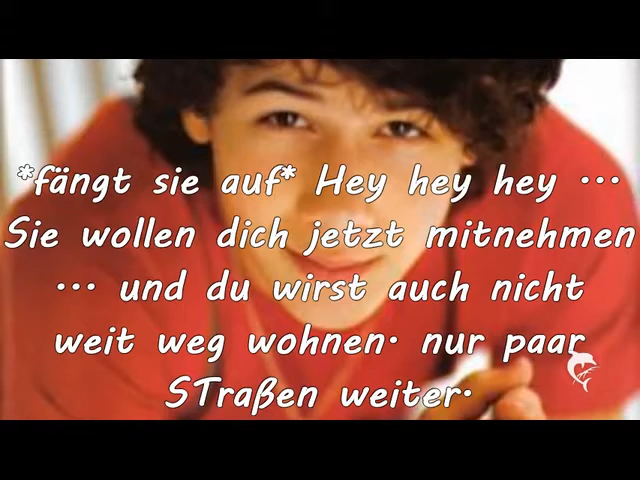 *fängt sie auf* Hey hey hey ...
Sie wollen dich jetzt mitnehmen
... und du wirst auch nicht
weit weg wohnen. nur paar
STraßen weiter.